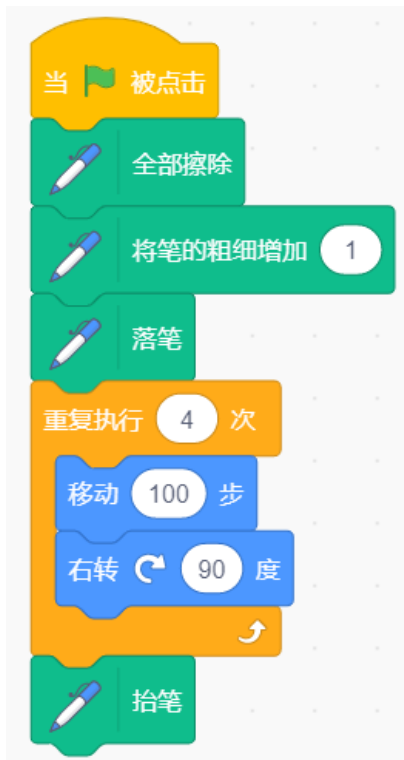 当 被点击
全部擦除
将笔的粗细增加 1
落笔
重复执行 4 次
移动 100 步
右转 90 度
抬笔